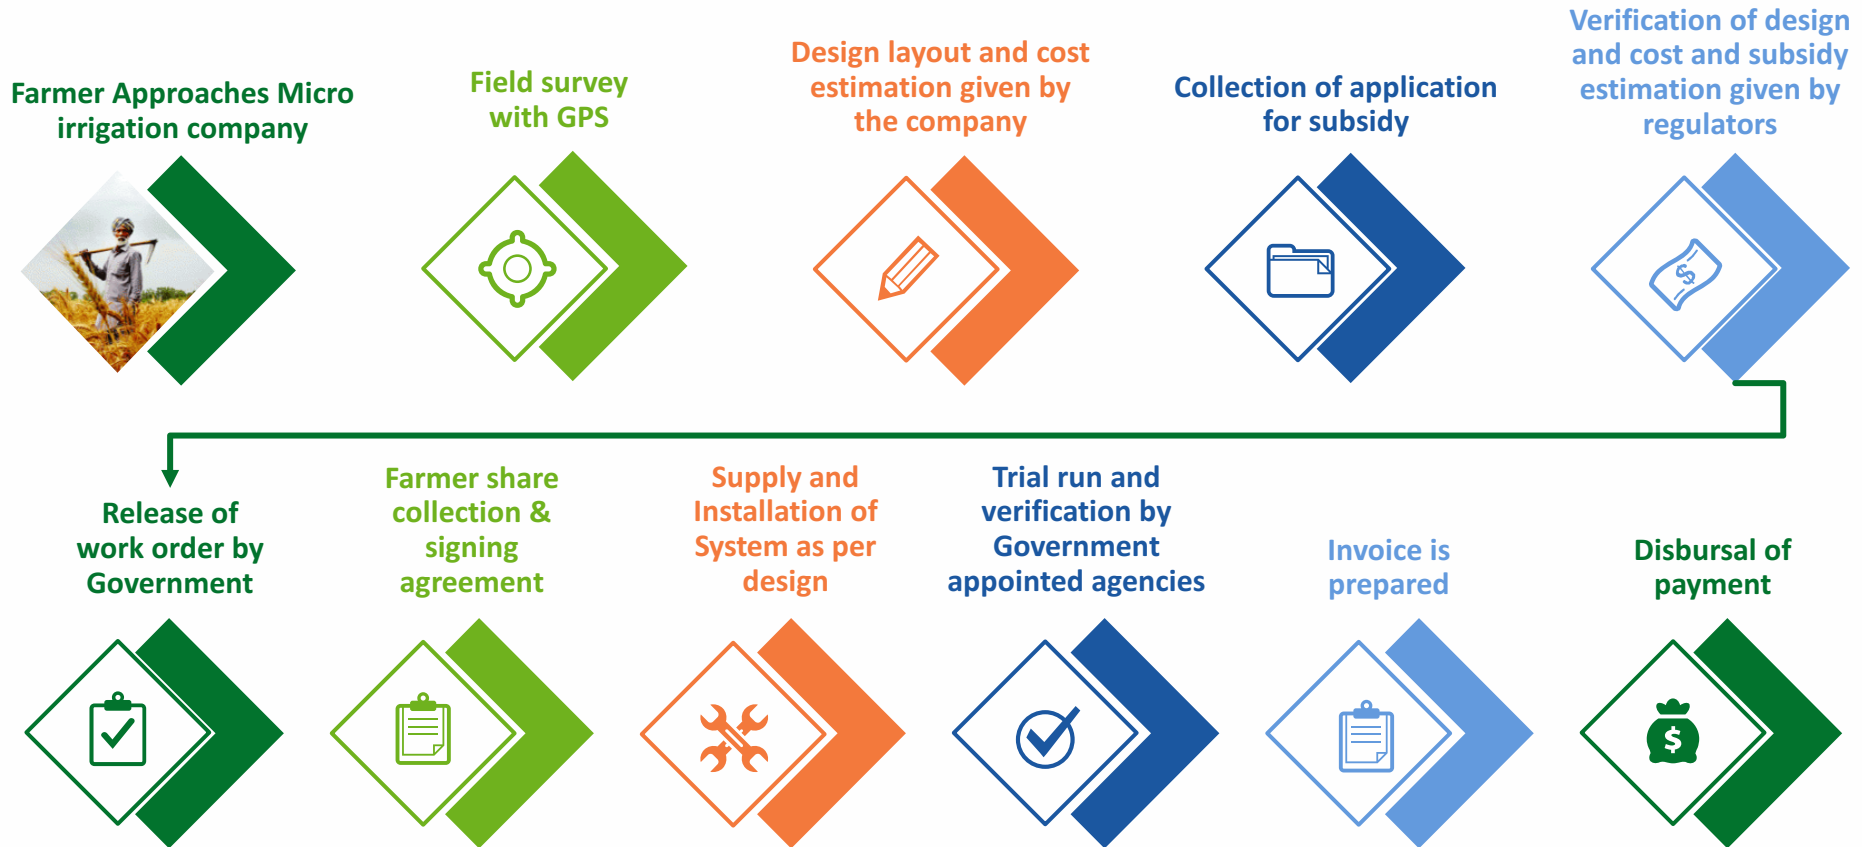 Farmer Approaches Micro
irrigation company
Field survey
with GPS
Design layout and cost
estimation given by
the company
Collection of application
for subsidy
Verification of design
and cost and subsidy
estimation given by
regulators
$
Release of
work order by
Government
Farmer share
collection &
signing
agreement
Supply and
Installation of
System as per
design
Trial run and
verification by
Government
appointed agencies
Invoice is
prepared
Disbursal of
payment
$